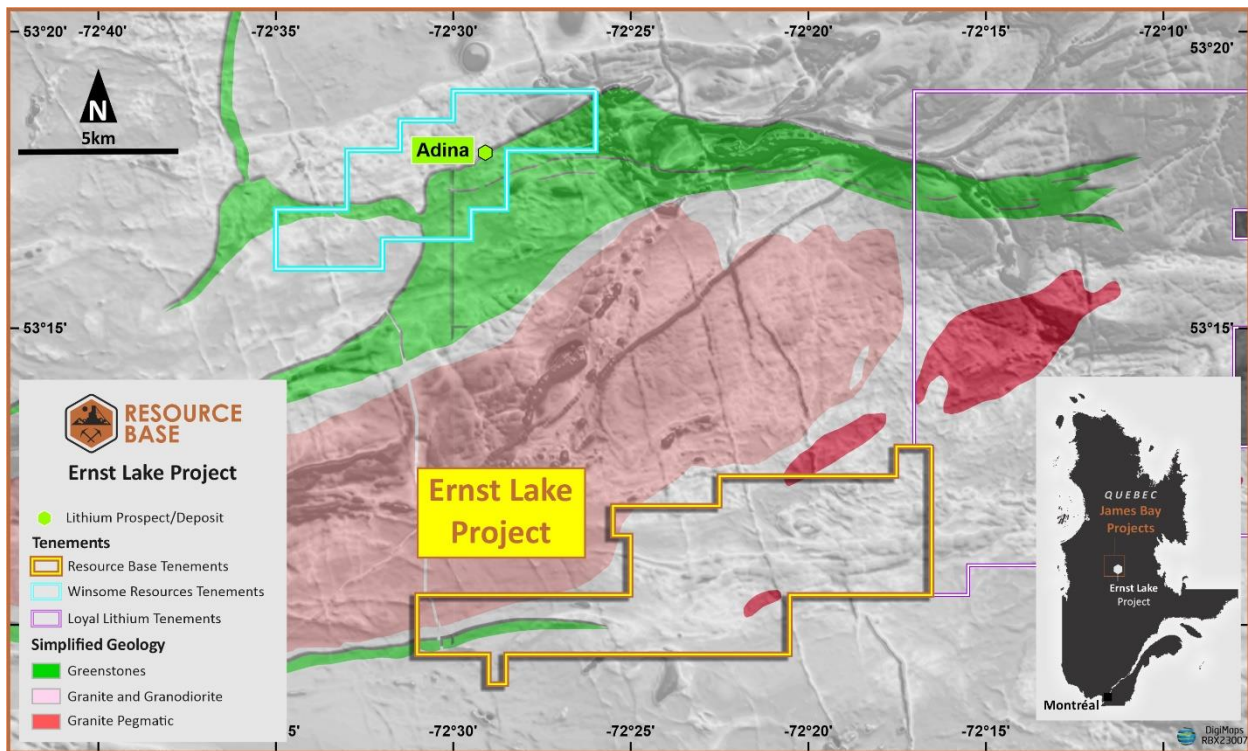 -72°40'
-72°35'
-72°30'
-72°25'
-72°20'
-72°15'
-72°10'
53°20'
53°20'
N
5km
Adina
53°15'
53°15'
RESOURCE
BASE
Ernst Lake Project
Lithium Prospect/Deposit
Tenements
Resource Base Tenements
Winsome Resources Tenements
Loyal Lithium Tenements
Simplified Geology
Greenstones
Granite and Granodiorite
Granite Pegmatic
Ernst Lake
Project
QUEBEC
James Bay
Projects
Ernst Lake
Project
Montréal
5'
-72°30'
-72°25'
-72°20'
-72°15'
DigiMaps
RBX23007